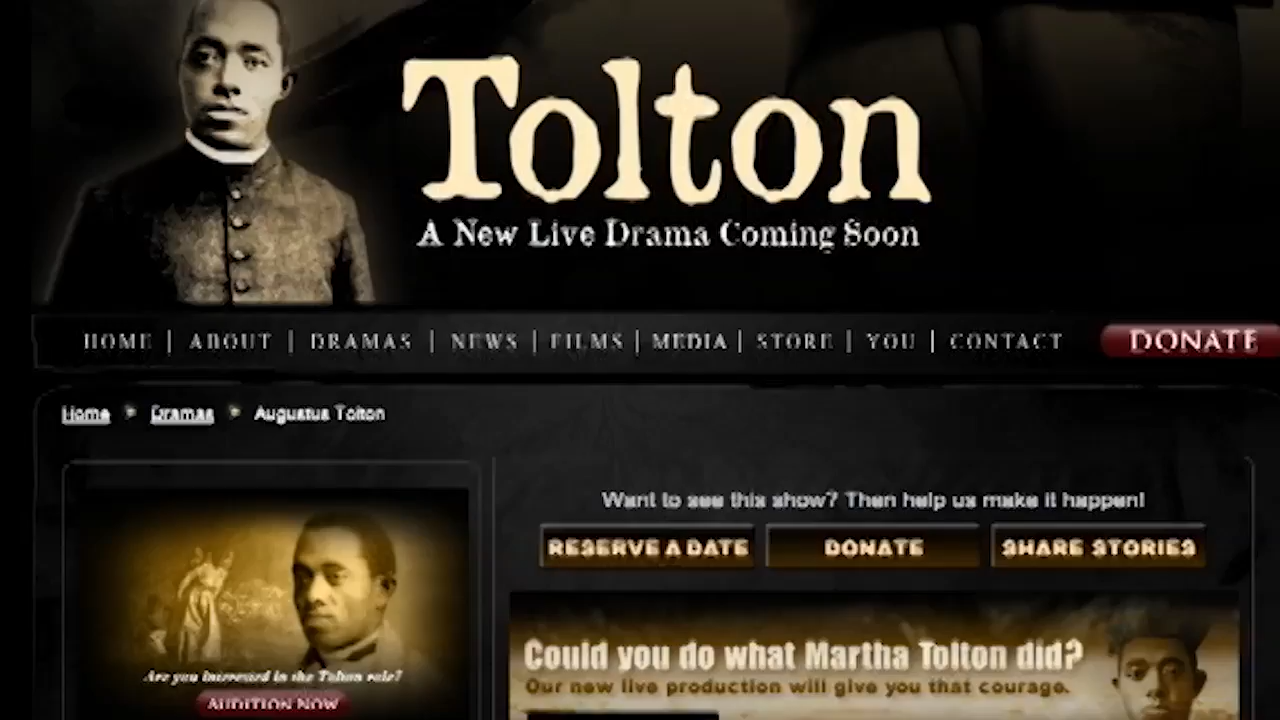 Tolton
A New Live Drama Coming Soon
HOME | ABOUT | DRAMAS | NEWS | FILMS | MEDIA | STORE | YOU | CONTACT
DONATE
Home ▸ Dramas ▸ Augustus Tolton
Want to see this show? Then help us make it happen!
RESERVE A DATE
DONATE
SHARE STORIES
Are you interested in the Tolton role?
AUDITION NOW
Could you do what Martha Tolton did?
Our new live production will give you that courage.